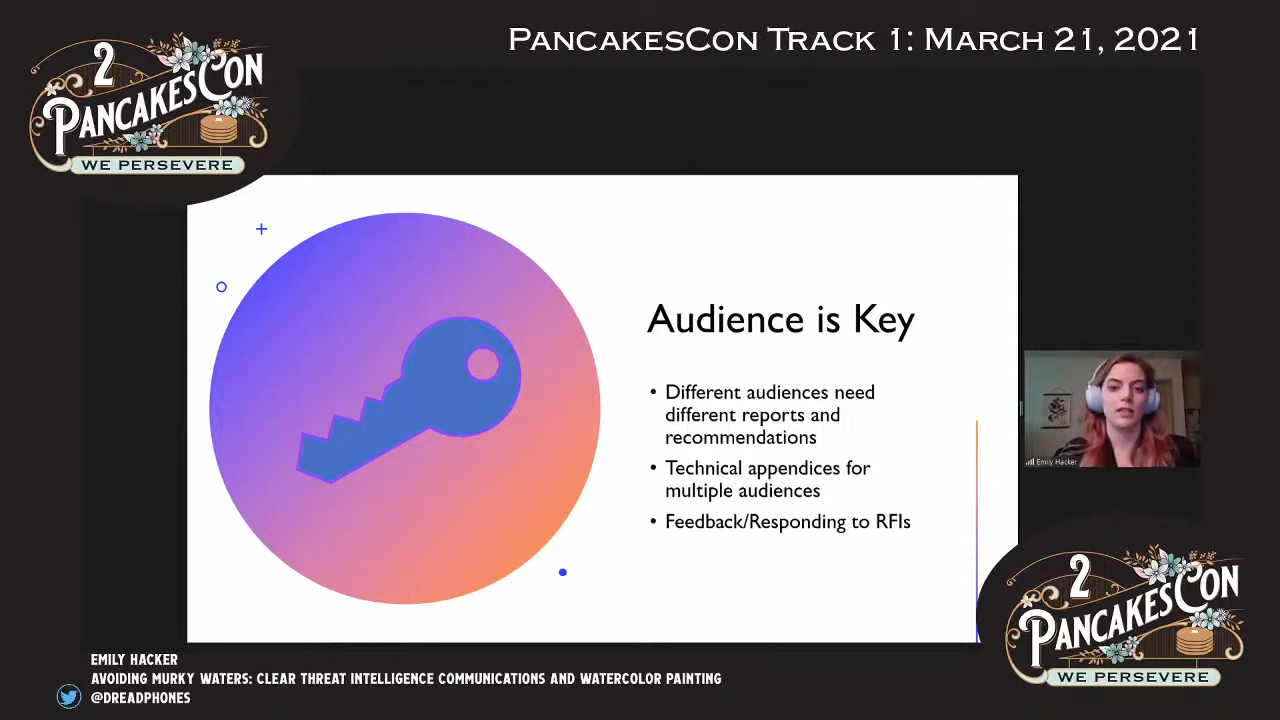 PancakesCon Track 1: March 21, 2021
2
PancakesCon
WE PERSEVERE
Audience is Key
• Different audiences need
different reports and
recommendations
• Technical appendices for
multiple audiences
• Feedback/Responding to RFIs
Emily Hacker
2
PancakesCon
WE PERSEVERE
EMILY HACKER
AVOIDING MURKY WATERS: CLEAR THREAT INTELLIGENCE COMMUNICATIONS AND WATERCOLOR PAINTING
@DREADPHONES